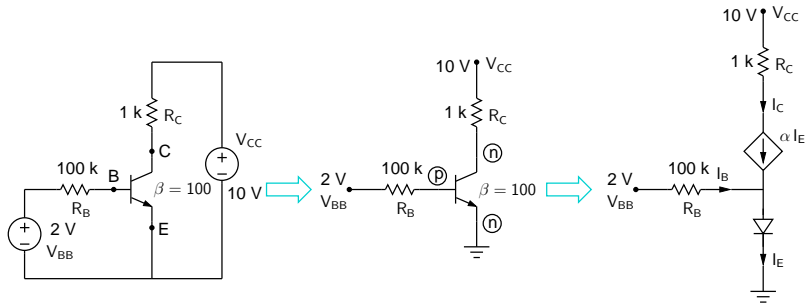 1 k
R_C
C
V_CC
10 V
100 k
B
R_B
β = 100
2 V
V_BB
E
10 V
V_CC
1 k
R_C
n
2 V
V_BB
100 k
R_B
p
β = 100
n
10 V
V_CC
1 k
R_C
I_C
α I_E
2 V
V_BB
100 k
R_B
I_B
I_E